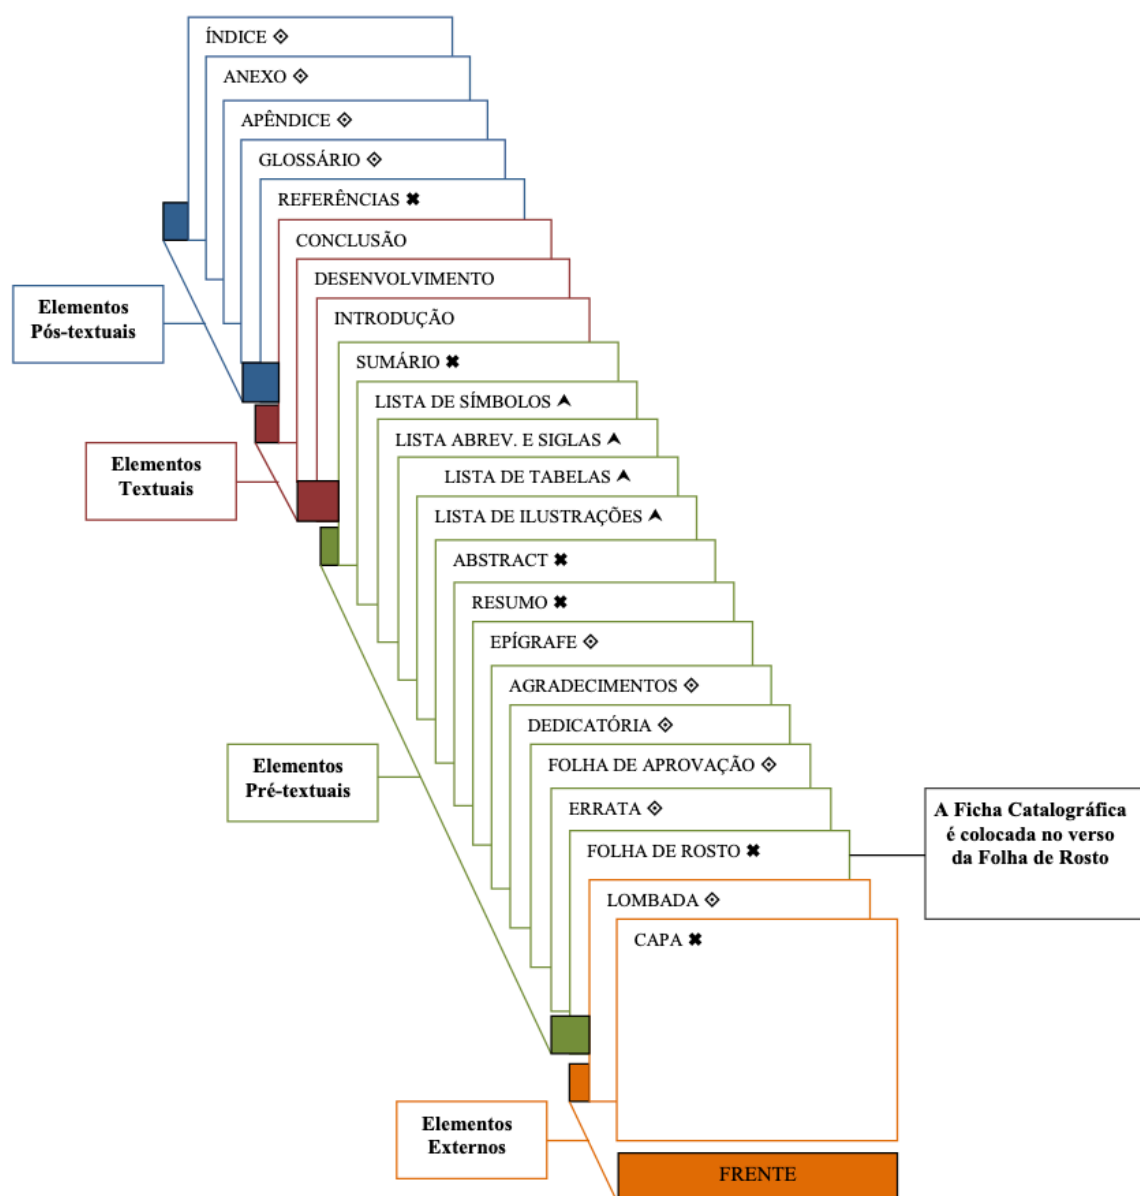 ÍNDICE ⟐
ANEXO ⟐
APÊNDICE ⟐
GLOSSÁRIO ⟐
REFERÊNCIAS ✖
CONCLUSÃO
DESENVOLVIMENTO
Elementos
Pós-textuais
INTRODUÇÃO
SUMÁRIO ✖
LISTA DE SÍMBOLOS ⮝
LISTA ABREV. E SIGLAS ⮝
Elementos
Textuais
LISTA DE TABELAS ⮝
LISTA DE ILUSTRAÇÕES ⮝
ABSTRACT ✖
RESUMO ✖
EPÍGRAFE ⟐
AGRADECIMENTOS ⟐
DEDICATÓRIA ⟐
Elementos
Pré-textuais
FOLHA DE APROVAÇÃO ⟐
ERRATA ⟐
A Ficha Catalográfica
é colocada no verso
da Folha de Rosto
FOLHA DE ROSTO ✖
LOMBADA ⟐
CAPA ✖
Elementos
Externos
FRENTE